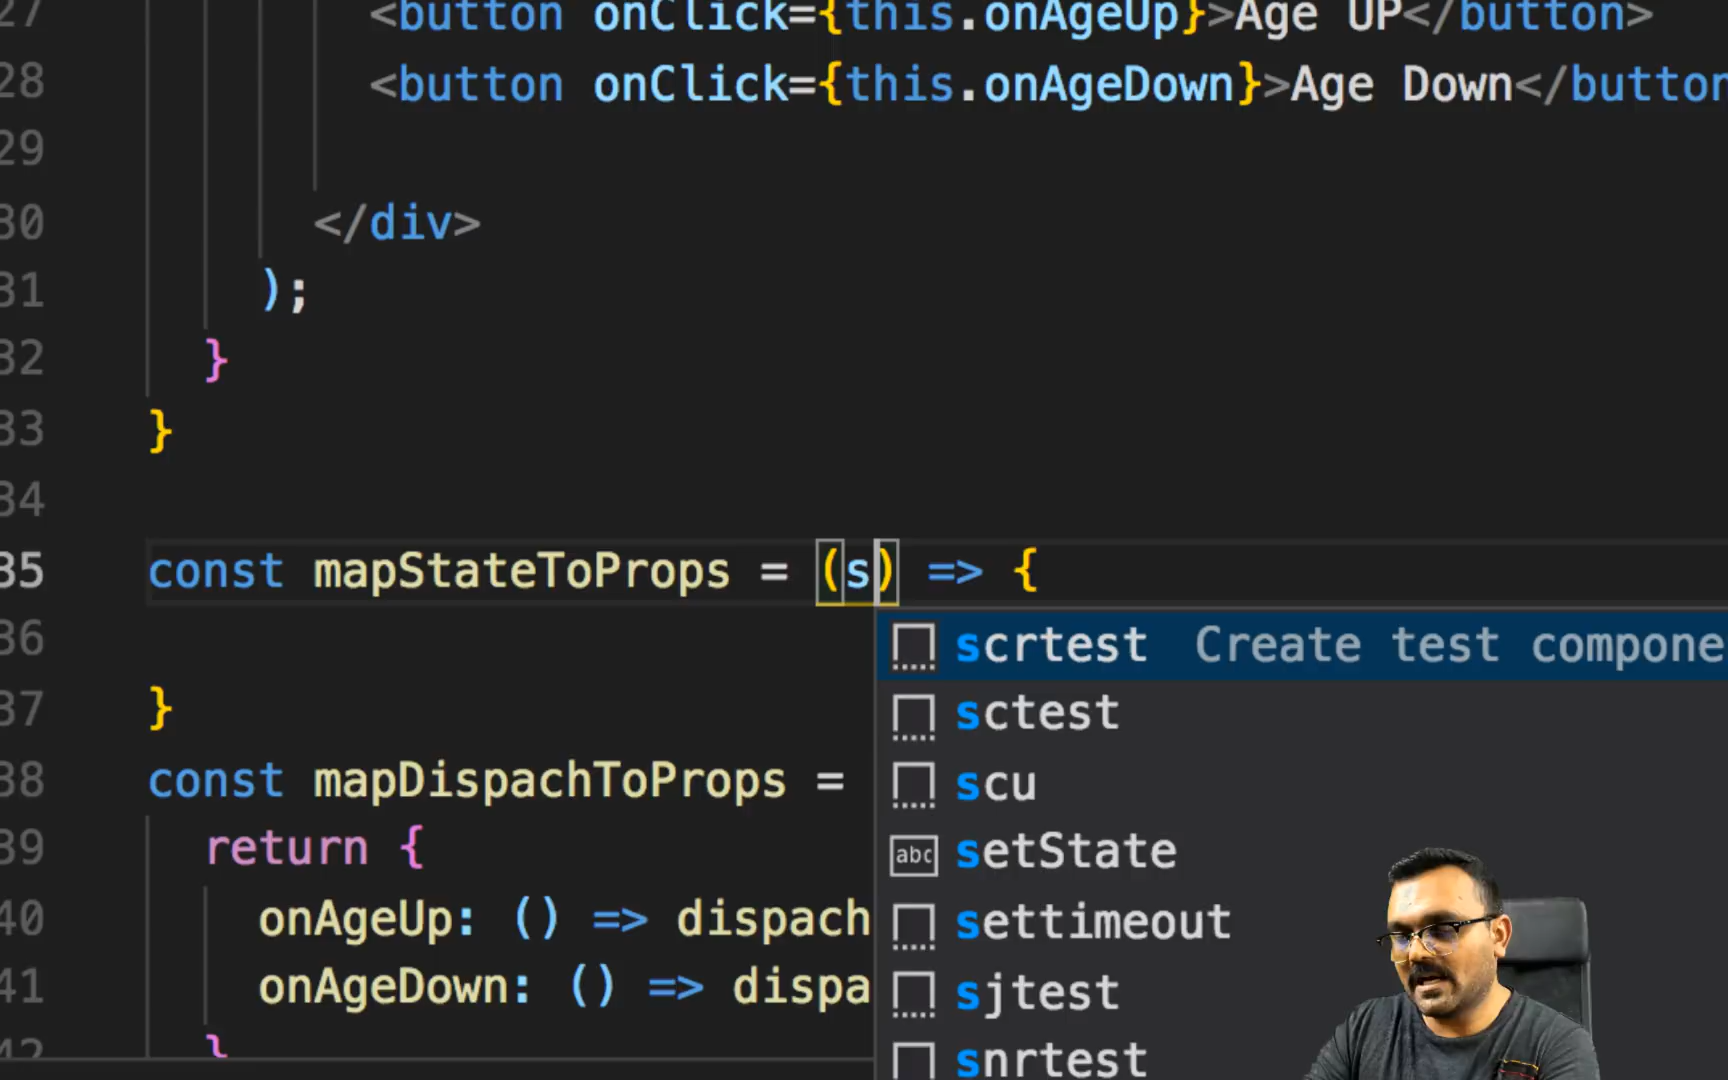 27 <button onClick={this.onAgeUp}>Age UP</button>
28 <button onClick={this.onAgeDown}>Age Down</button
29
30 </div>
31 );
32 }
33 }
34
35 const mapStateToProps = (s) => {
scrtest Create test compone
36
sctest
37 }
scu
38 const mapDispachToProps =
setState
39 return {
settimeout
40 onAgeUp: () => dispach
sjtest
41 onAgeDown: () => dispa
snrtest
42 }